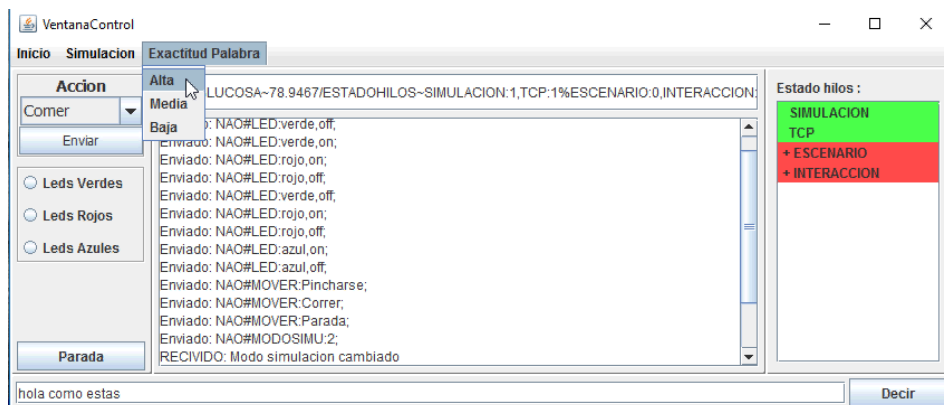 VentanaControl
Inicio Simulacion Exactitud Palabra
Alta
Media
Baja
Accion
Comer
Enviar
Leds Verdes
Leds Rojos
Leds Azules
Parada
LUCOSA~78.9467/ESTADOHILOS~SIMULACION:1,TCP:1%ESCENARIO:0,INTERACCION:
NAO#LED:verde,off;
Enviado: NAO#LED:verde,on;
Enviado: NAO#LED:rojo,on;
Enviado: NAO#LED:rojo,off;
Enviado: NAO#LED:verde,off;
Enviado: NAO#LED:rojo,on;
Enviado: NAO#LED:rojo,off;
Enviado: NAO#LED:azul,on;
Enviado: NAO#LED:azul,off;
Enviado: NAO#MOVER:Pincharse;
Enviado: NAO#MOVER:Correr;
Enviado: NAO#MOVER:Parada;
Enviado: NAO#MODOSIMU:2;
RECIVIDO: Modo simulacion cambiado
Estado hilos :
SIMULACION
TCP
+ ESCENARIO
+ INTERACCION
hola como estas
Decir